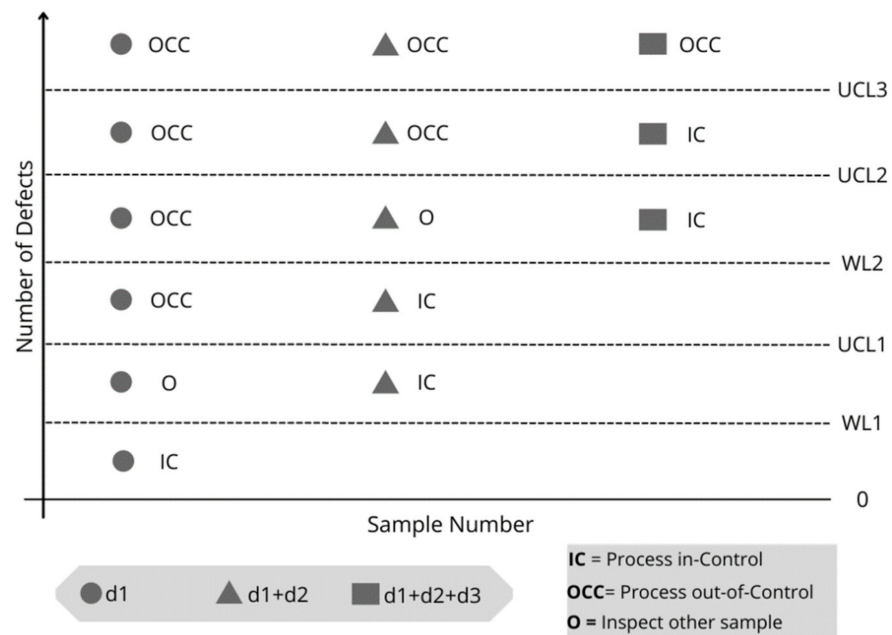 OCC OCC OCC
UCL3
OCC OCC IC
UCL2
OCC O IC
WL2
OCC IC
UCL1
O IC
WL1
IC
0
Number of Defects
Sample Number
d1 d1+d2 d1+d2+d3
IC = Process in-Control
OCC= Process out-of-Control
O = Inspect other sample